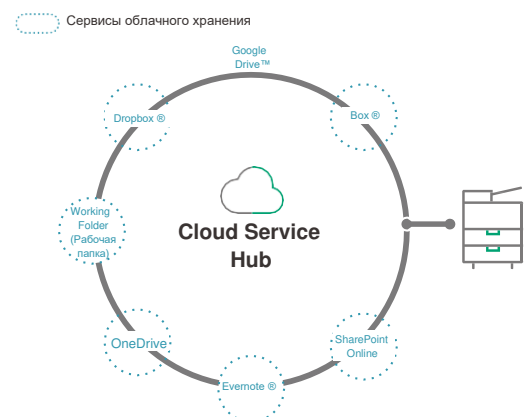 Сервисы облачного хранения
Google
Drive™
Dropbox ®
Box ®
Working
Folder
(Рабочая
папка)
Cloud Service
Hub
OneDrive
SharePoint
Online
Evernote ®